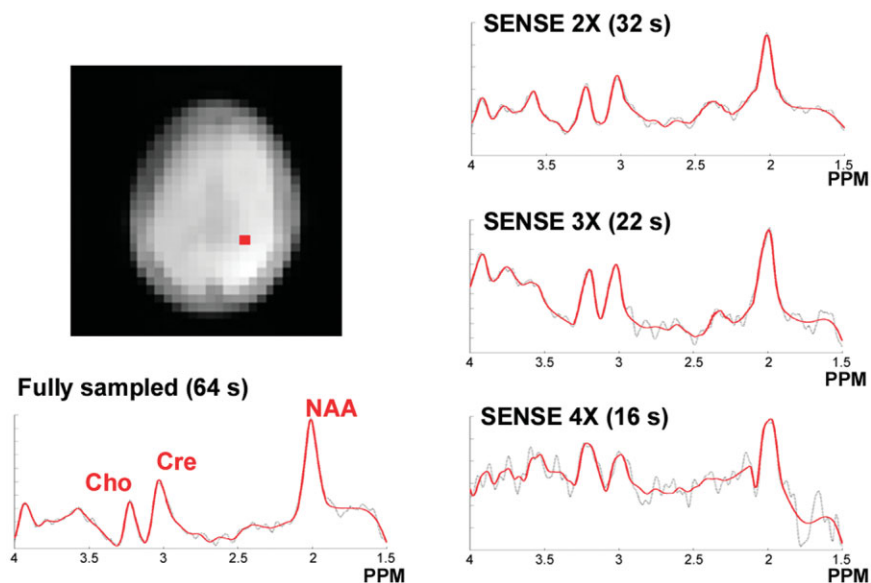 SENSE 2X (32 s)
4 3.5 3 2.5 2 1.5
PPM
SENSE 3X (22 s)
4 3.5 3 2.5 2 1.5
PPM
Fully sampled (64 s)
NAA
Cre
Cho
4 3.5 3 2.5 2 1.5
PPM
SENSE 4X (16 s)
4 3.5 3 2.5 2 1.5
PPM